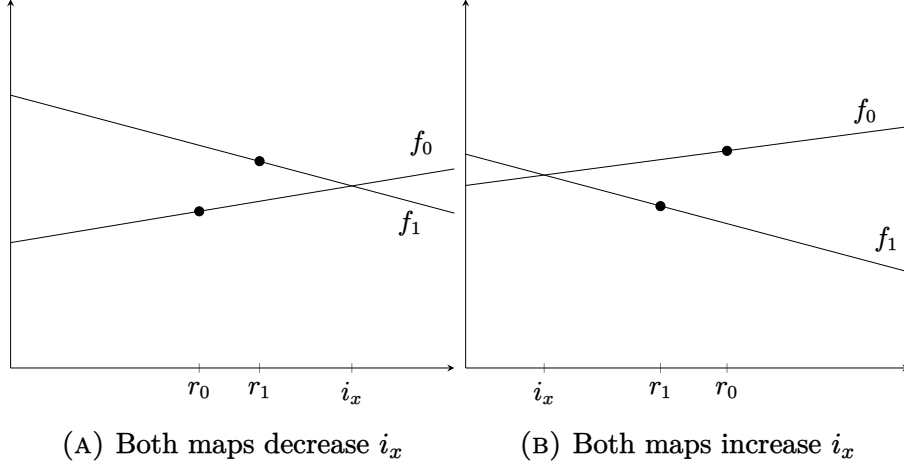 f₀
f₁
r₀ r₁ iₓ
(A) Both maps decrease iₓ
f₀
f₁
iₓ r₁ r₀
(B) Both maps increase iₓ